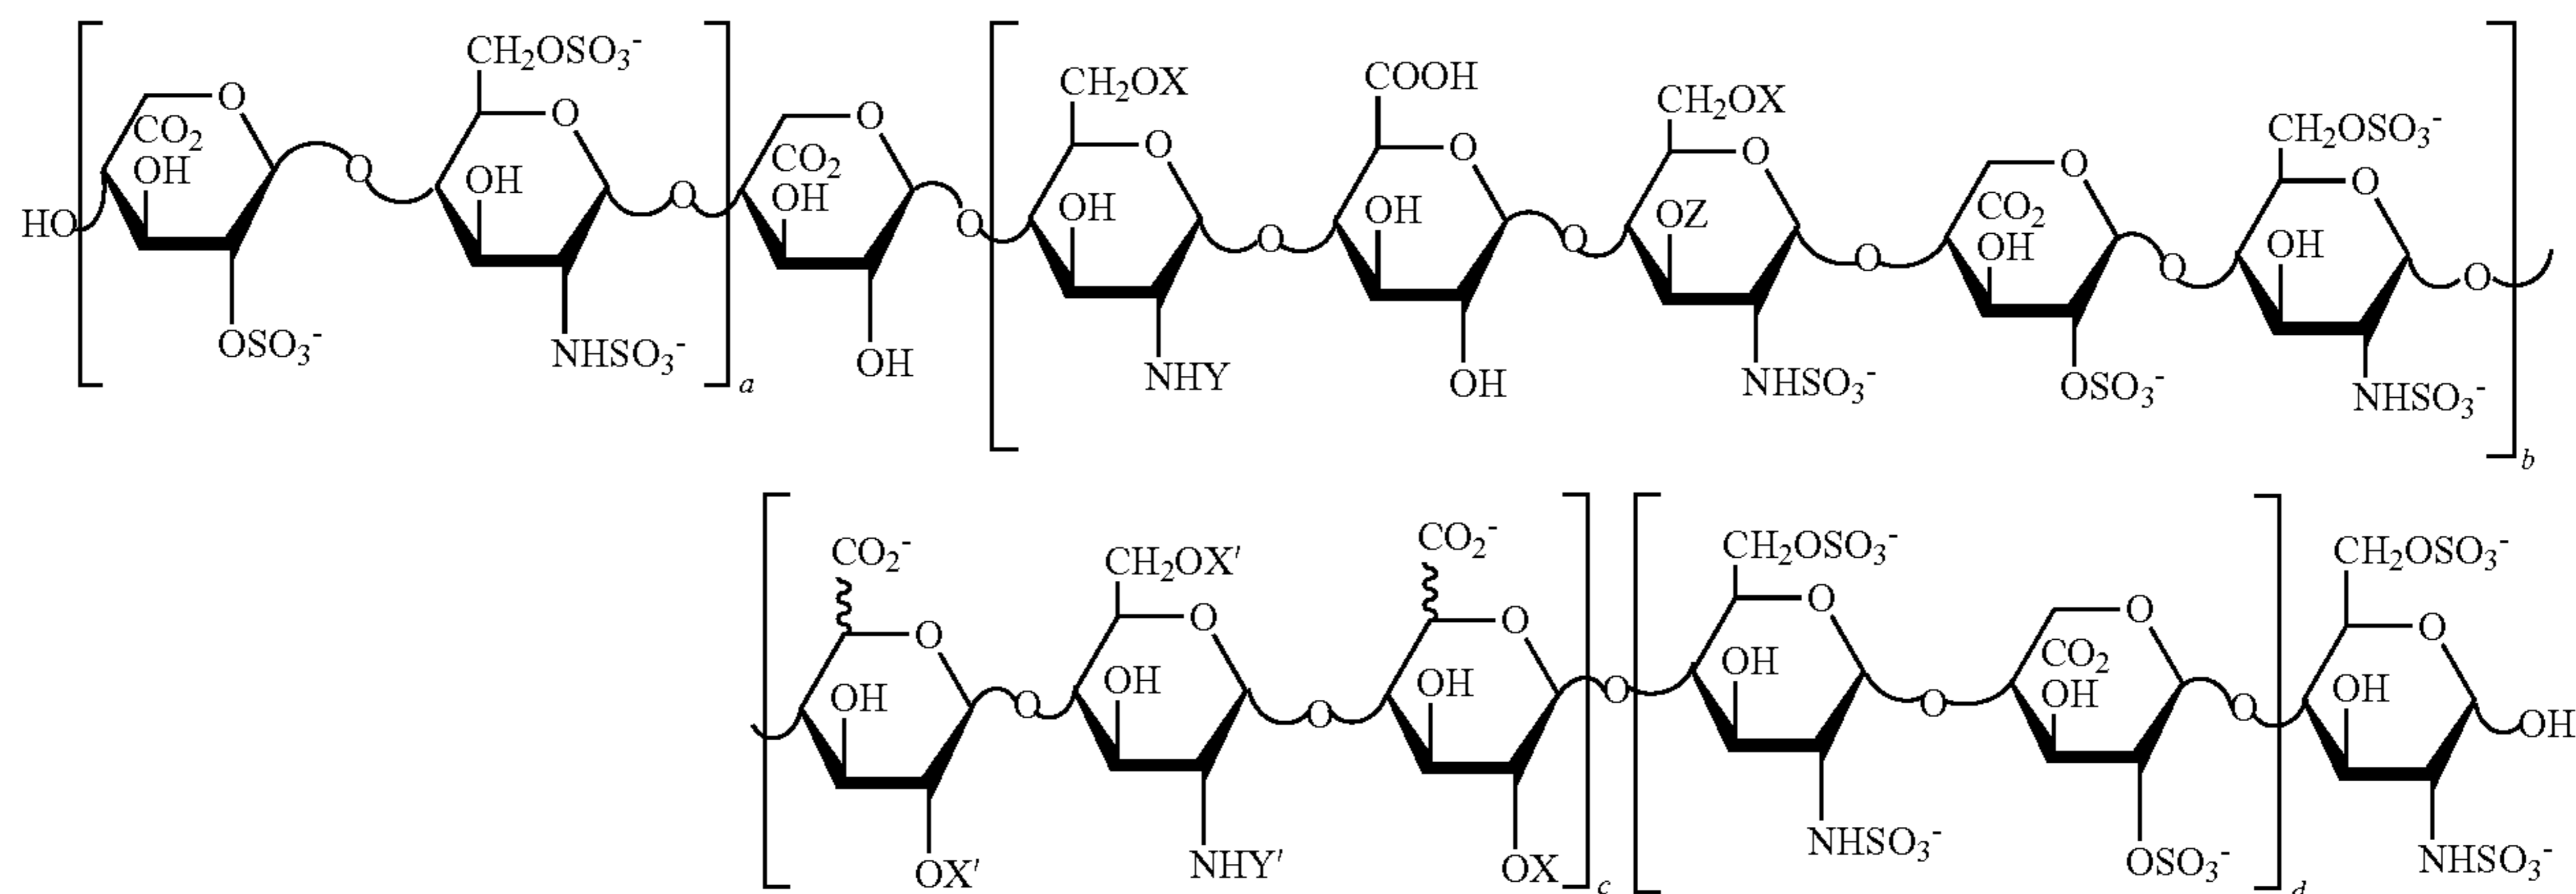 CH₂OSO₃⁻ CH₂OX COOH CH₂OX CH₂OSO₃⁻
O O O O O O O O
CO₂ CO₂ CO₂
OH OH OH OH OH OZ OH OH
HO O O O O O O O O
OSO₃⁻ NHSO₃⁻ OH NHY OH NHSO₃⁻ OSO₃⁻ NHSO₃⁻
a b
CO₂⁻ CH₂OX′ CO₂⁻ CH₂OSO₃⁻ CH₂OSO₃⁻
O O O O O O
CO₂
OH OH OH OH OH OH
O O O O O OH
OX′ NHY′ OX NHSO₃⁻ OSO₃⁻ NHSO₃⁻
c d